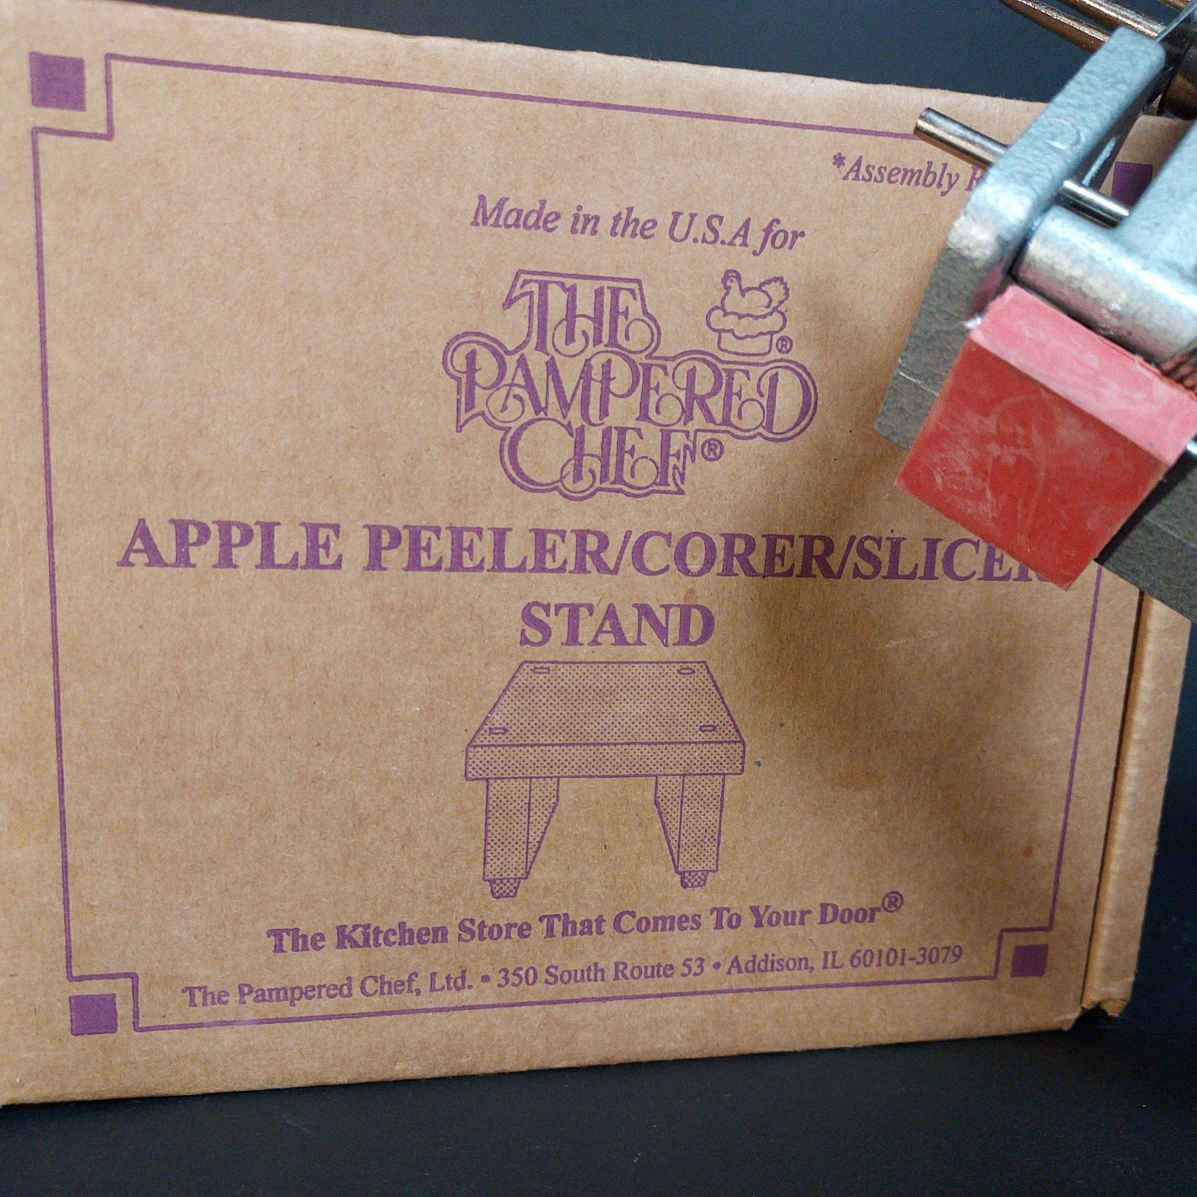 *Assembly
Made in the U.S.A for
THE
PAMPERED
CHEF®
®
APPLE PEELER/CORER/SLICER
STAND
The Kitchen Store That Comes To Your Door®
The Pampered Chef, Ltd. • 350 South Route 53 • Addison, IL 60101-3079